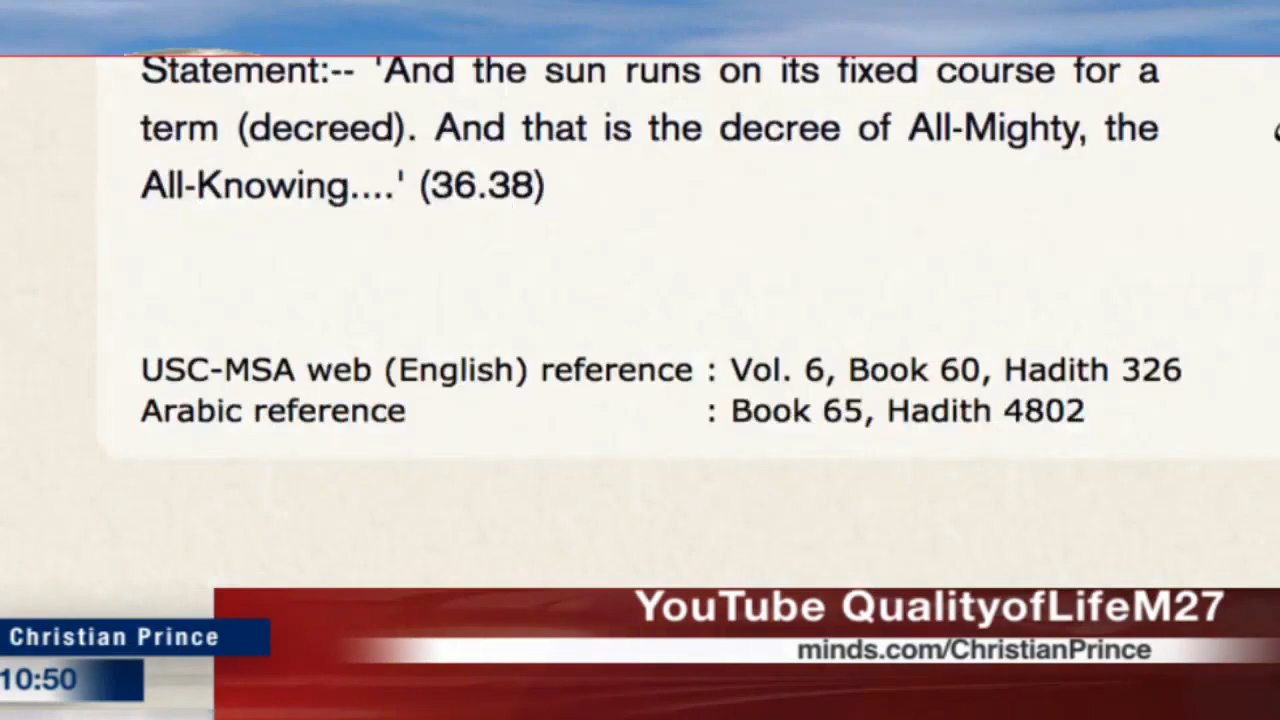 Statement:-- 'And the sun runs on its fixed course for a
term (decreed). And that is the decree of All-Mighty, the
All-Knowing....' (36.38)
USC-MSA web (English) reference : Vol. 6, Book 60, Hadith 326
Arabic reference : Book 65, Hadith 4802
YouTube QualityofLifeM27
Christian Prince
minds.com/ChristianPrince
10:50